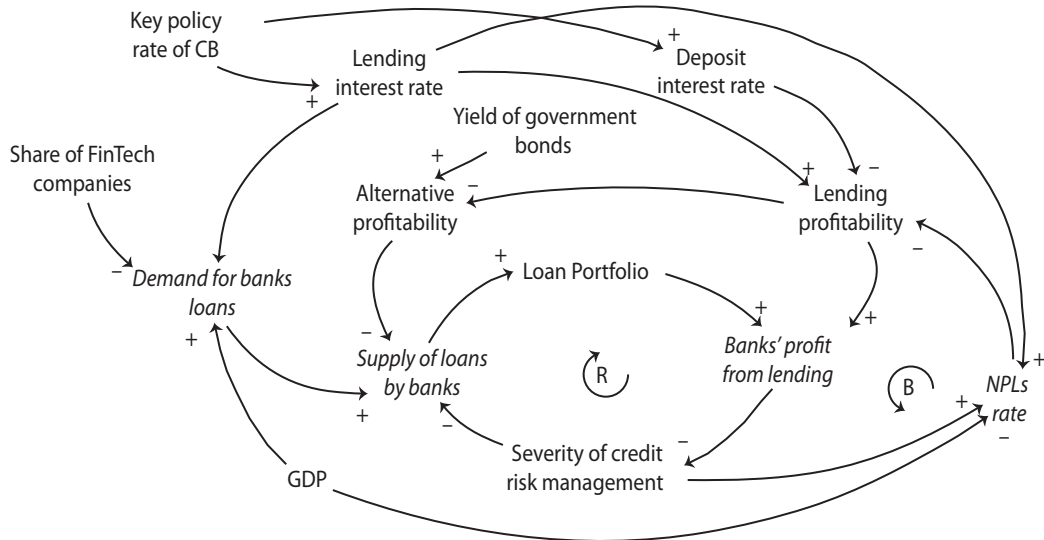 Key policy
rate of CB
+
Deposit
interest rate
Lending
interest rate
+
Yield of government
bonds
Share of FinTech
companies
+
Alternative
profitability
−
+
−
Lending
profitability
−
−
Demand for banks
loans
+
+
Loan Portfolio
−
Supply of loans
by banks
+
+
+
Banks' profit
from lending
R
B
+
NPLs
rate
+
−
−
−
Severity of credit
risk management
GDP